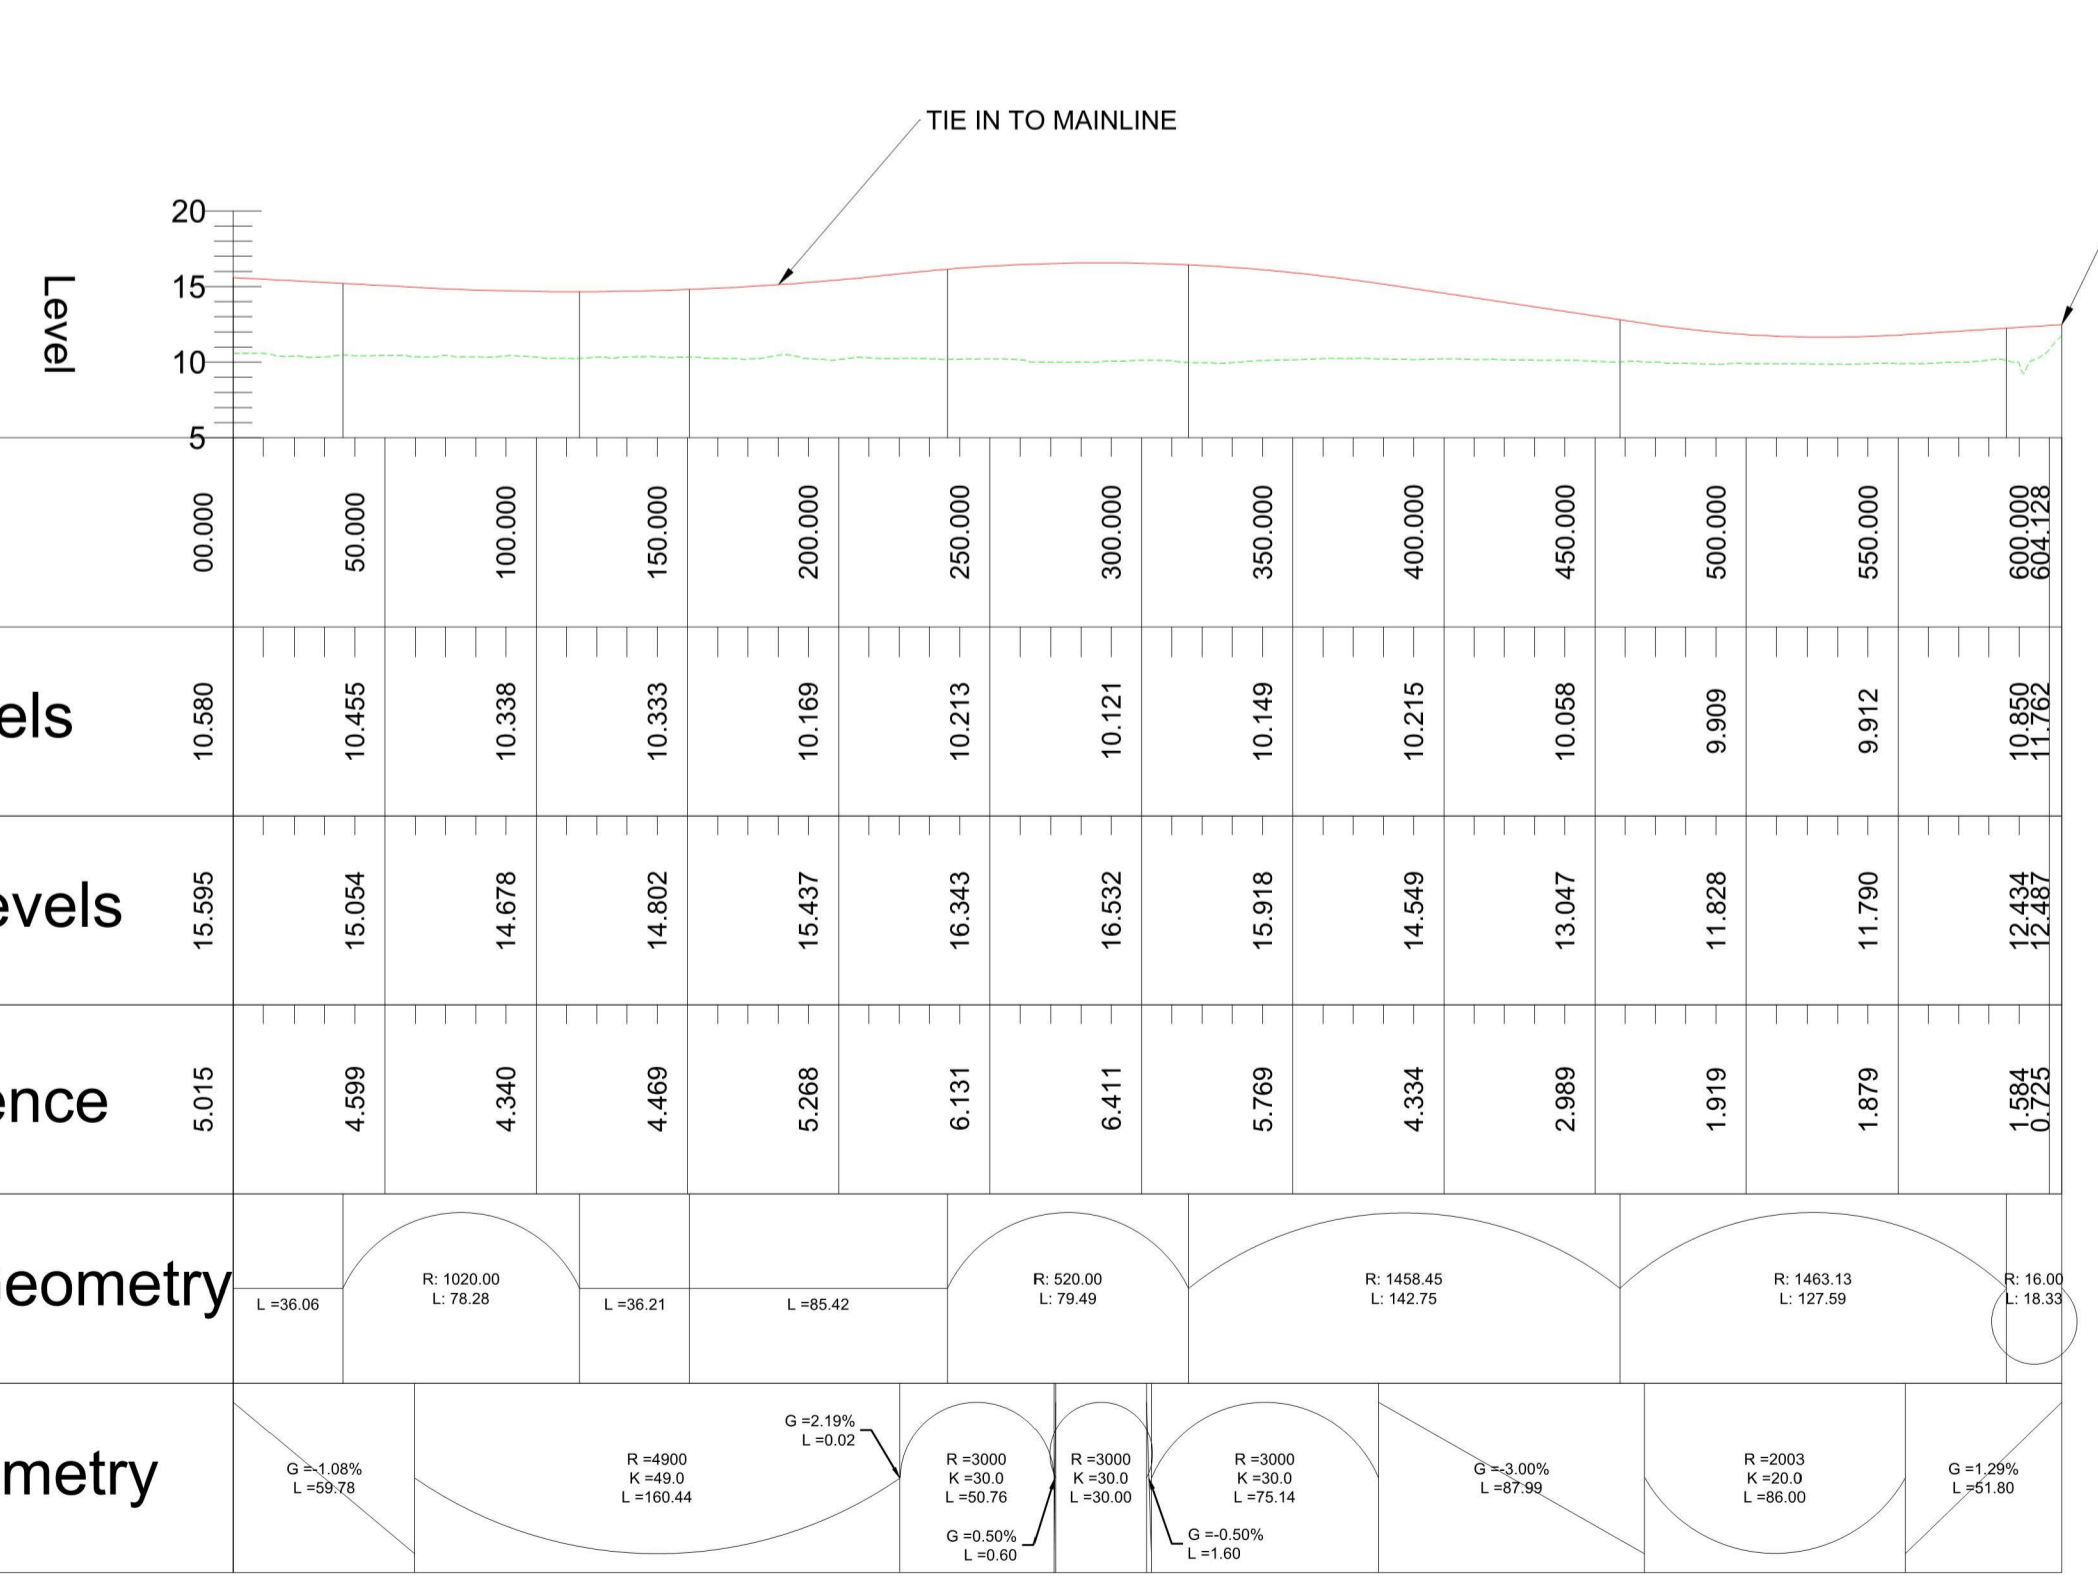 TIE IN TO MAINLINE
Level
20
15
10
5
00.000 50.000 100.000 150.000 200.000 250.000 300.000 350.000 400.000 450.000 500.000 550.000 600.000 604.128
els 10.580 10.455 10.338 10.333 10.169 10.213 10.121 10.149 10.215 10.058 9.909 9.912 10.850 11.762
evels 15.595 15.054 14.678 14.802 15.437 16.343 16.532 15.918 14.549 13.047 11.828 11.790 12.434 12.487
ence 5.015 4.599 4.340 4.469 5.268 6.131 6.411 5.769 4.334 2.989 1.919 1.879 1.584 0.725
eometry
L =36.06
R: 1020.00
L: 78.28
L =36.21
L =85.42
R: 520.00
L: 79.49
R: 1458.45
L: 142.75
R: 1463.13
L: 127.59
R: 16.00
L: 18.33
metry
G =-1.08%
L =59.78
R =4900
K =49.0
L =160.44
G =2.19%
L =0.02
R =3000
K =30.0
L =50.76
G =0.50%
L =0.60
R =3000
K =30.0
L =30.00
G =-0.50%
L =1.60
R =3000
K =30.0
L =75.14
G =-3.00%
L =87.99
R =2003
K =20.0
L =86.00
G =1.29%
L =51.80